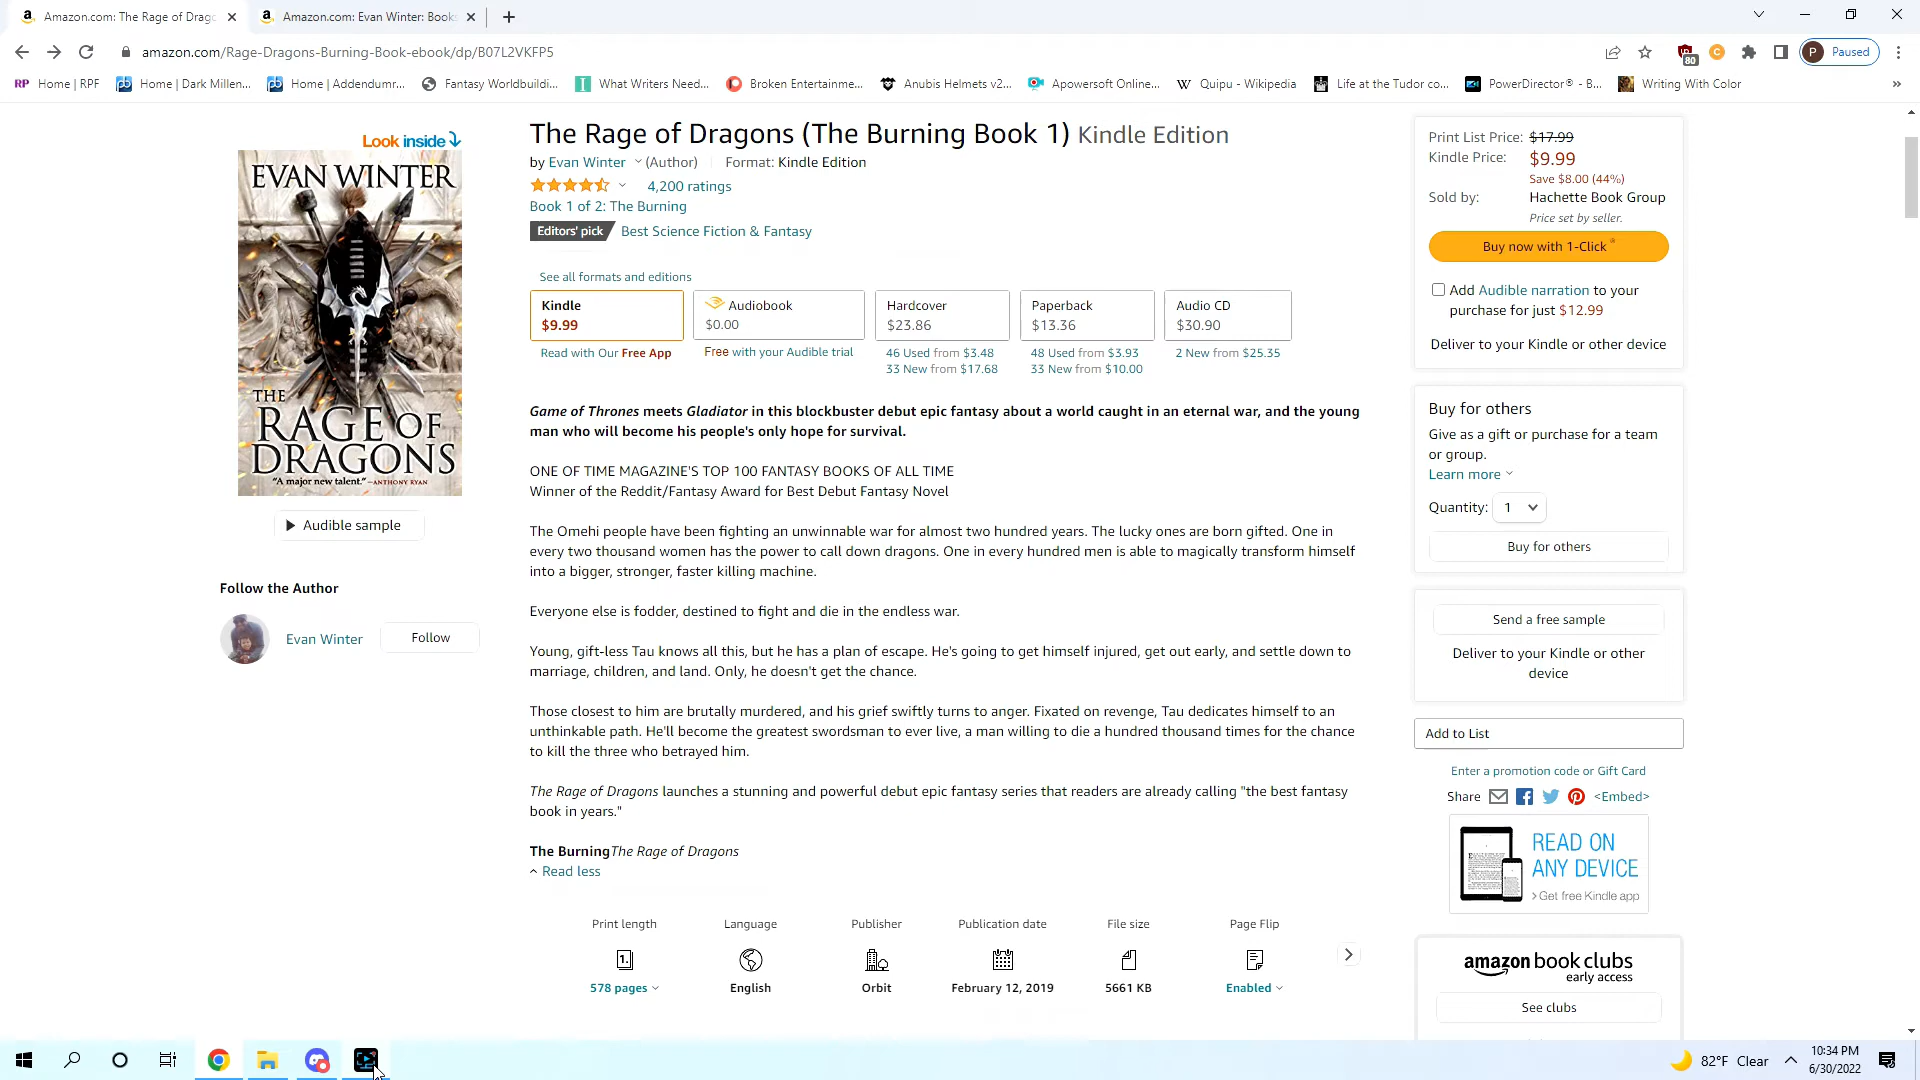 Amazon.com: The Rage of Drago
Amazon.com: Evan Winter: Books
amazon.com/Rage-Dragons-Burning-Book-ebook/dp/B07L2VKFP5
80
C
P Paused
RP Home | RPF
Home | Dark Millen...
Home | Addendumr...
Fantasy Worldbuildi...
What Writers Need...
Broken Entertainme...
Anubis Helmets v2...
Apowersoft Online...
W Quipu - Wikipedia
Life at the Tudor co...
PowerDirector® - B...
Writing With Color
Look inside
EVAN WINTER
THE
RAGE OF
DRAGONS
"A major new talent." —ANTHONY RYAN
Audible sample
Follow the Author
Evan Winter
Follow
The Rage of Dragons (The Burning Book 1) Kindle Edition
by Evan Winter (Author) Format: Kindle Edition
4,200 ratings
Book 1 of 2: The Burning
Editors' pick Best Science Fiction & Fantasy
See all formats and editions
Kindle
$9.99
Read with Our Free App
Audiobook
$0.00
Free with your Audible trial
Hardcover
$23.86
46 Used from $3.48
33 New from $17.68
Paperback
$13.36
48 Used from $3.93
33 New from $10.00
Audio CD
$30.90
2 New from $25.35
Game of Thrones meets Gladiator in this blockbuster debut epic fantasy about a world caught in an eternal war, and the young
man who will become his people's only hope for survival.
ONE OF TIME MAGAZINE'S TOP 100 FANTASY BOOKS OF ALL TIME
Winner of the Reddit/Fantasy Award for Best Debut Fantasy Novel
The Omehi people have been fighting an unwinnable war for almost two hundred years. The lucky ones are born gifted. One in
every two thousand women has the power to call down dragons. One in every hundred men is able to magically transform himself
into a bigger, stronger, faster killing machine.
Everyone else is fodder, destined to fight and die in the endless war.
Young, gift-less Tau knows all this, but he has a plan of escape. He's going to get himself injured, get out early, and settle down to
marriage, children, and land. Only, he doesn't get the chance.
Those closest to him are brutally murdered, and his grief swiftly turns to anger. Fixated on revenge, Tau dedicates himself to an
unthinkable path. He'll become the greatest swordsman to ever live, a man willing to die a hundred thousand times for the chance
to kill the three who betrayed him.
The Rage of Dragons launches a stunning and powerful debut epic fantasy series that readers are already calling "the best fantasy
book in years."
The BurningThe Rage of Dragons
Read less
Print length
1.
578 pages
Language
English
Publisher
Orbit
Publication date
February 12, 2019
File size
5661 KB
Page Flip
Enabled
Print List Price: $17.99
Kindle Price: $9.99
Save $8.00 (44%)
Sold by: Hachette Book Group
Price set by seller.
Buy now with 1-Click ®
Add Audible narration to your
purchase for just $12.99
Deliver to your Kindle or other device
Buy for others
Give as a gift or purchase for a team
or group.
Learn more
Quantity: 1
Buy for others
Send a free sample
Deliver to your Kindle or other
device
Add to List
Enter a promotion code or Gift Card
Share <Embed>
READ ON
ANY DEVICE
› Get free Kindle app
amazon book clubs
early access
See clubs
82°F Clear
10:34 PM
6/30/2022